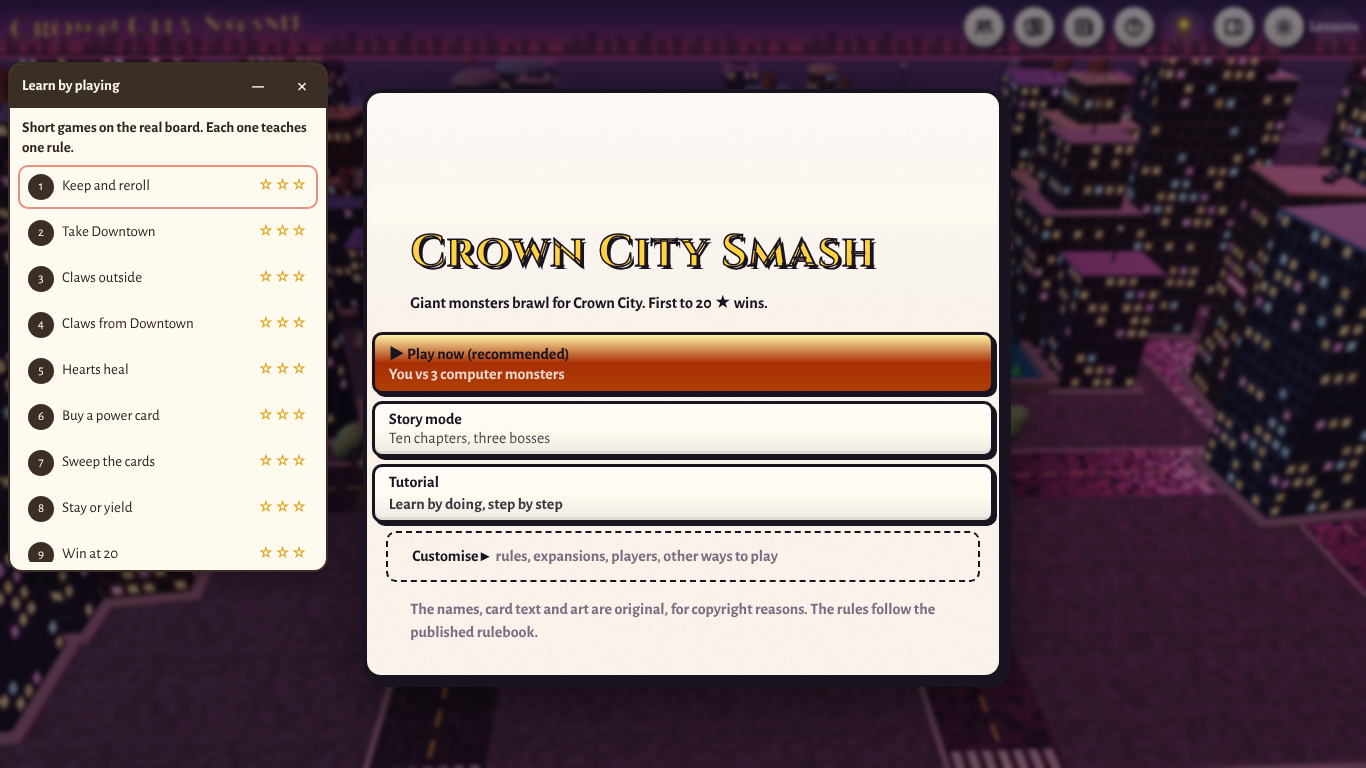 Crown City Smash
Lessons
Learn by playing
Short games on the real board. Each one teaches
one rule.
1 Keep and reroll ☆ ☆ ☆
2 Take Downtown ☆ ☆ ☆
3 Claws outside ☆ ☆ ☆
4 Claws from Downtown ☆ ☆ ☆
5 Hearts heal ☆ ☆ ☆
6 Buy a power card ☆ ☆ ☆
7 Sweep the cards ☆ ☆ ☆
8 Stay or yield ☆ ☆ ☆
9 Win at 20 ☆ ☆ ☆
Crown City Smash
Giant monsters brawl for Crown City. First to 20 ★ wins.
▶ Play now (recommended)
You vs 3 computer monsters
Story mode
Ten chapters, three bosses
Tutorial
Learn by doing, step by step
Customise ▶ rules, expansions, players, other ways to play
The names, card text and art are original, for copyright reasons. The rules follow the
published rulebook.